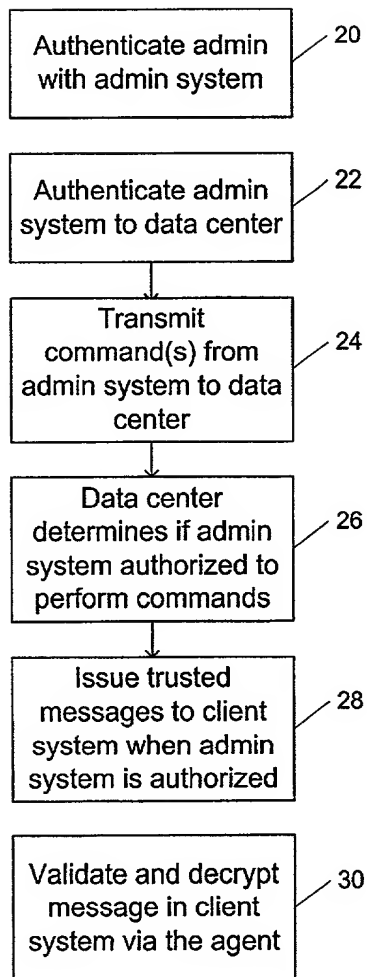 Authenticate admin
with admin system
20
Authenticate admin
system to data center
22
Transmit
command(s) from
admin system to data
center
24
Data center
determines if admin
system authorized to
perform commands
26
Issue trusted
messages to client
system when admin
system is authorized
28
Validate and decrypt
message in client
system via the agent
30